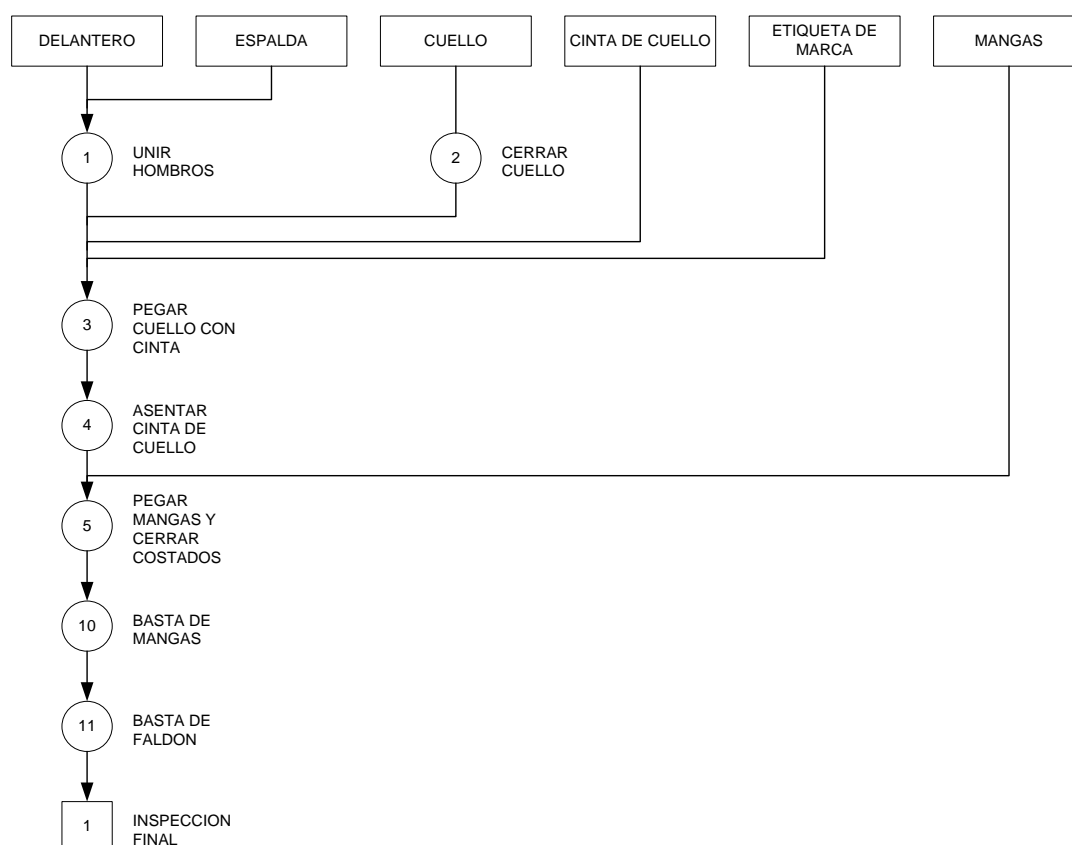 DELANTERO
ESPALDA
CUELLO
CINTA DE CUELLO
ETIQUETA DE
MARCA
MANGAS
1
UNIR
HOMBROS
2
CERRAR
CUELLO
3
PEGAR
CUELLO CON
CINTA
4
ASENTAR
CINTA DE
CUELLO
5
PEGAR
MANGAS Y
CERRAR
COSTADOS
10
BASTA DE
MANGAS
11
BASTA DE
FALDON
1
INSPECCION
FINAL